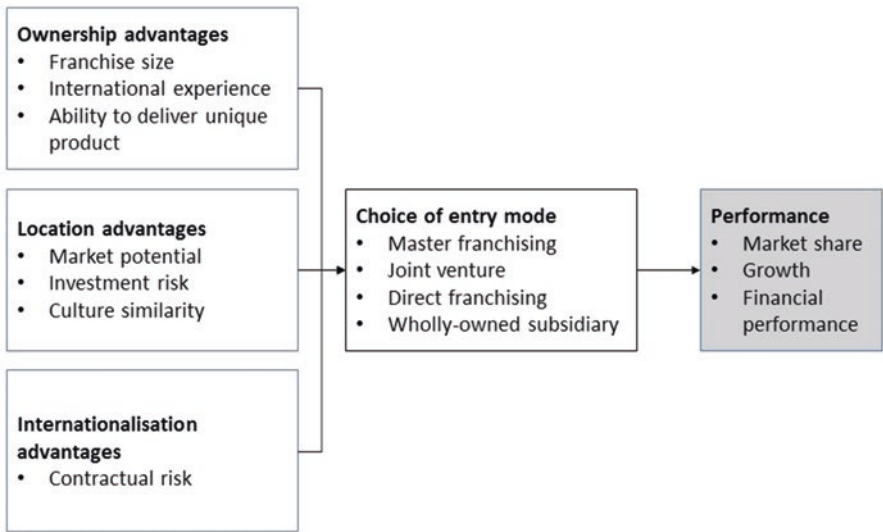 Ownership advantages
• Franchise size
• International experience
• Ability to deliver unique
product
Location advantages
• Market potential
• Investment risk
• Culture similarity
Internationalisation
advantages
• Contractual risk
Choice of entry mode
• Master franchising
• Joint venture
• Direct franchising
• Wholly-owned subsidiary
Performance
• Market share
• Growth
• Financial
performance